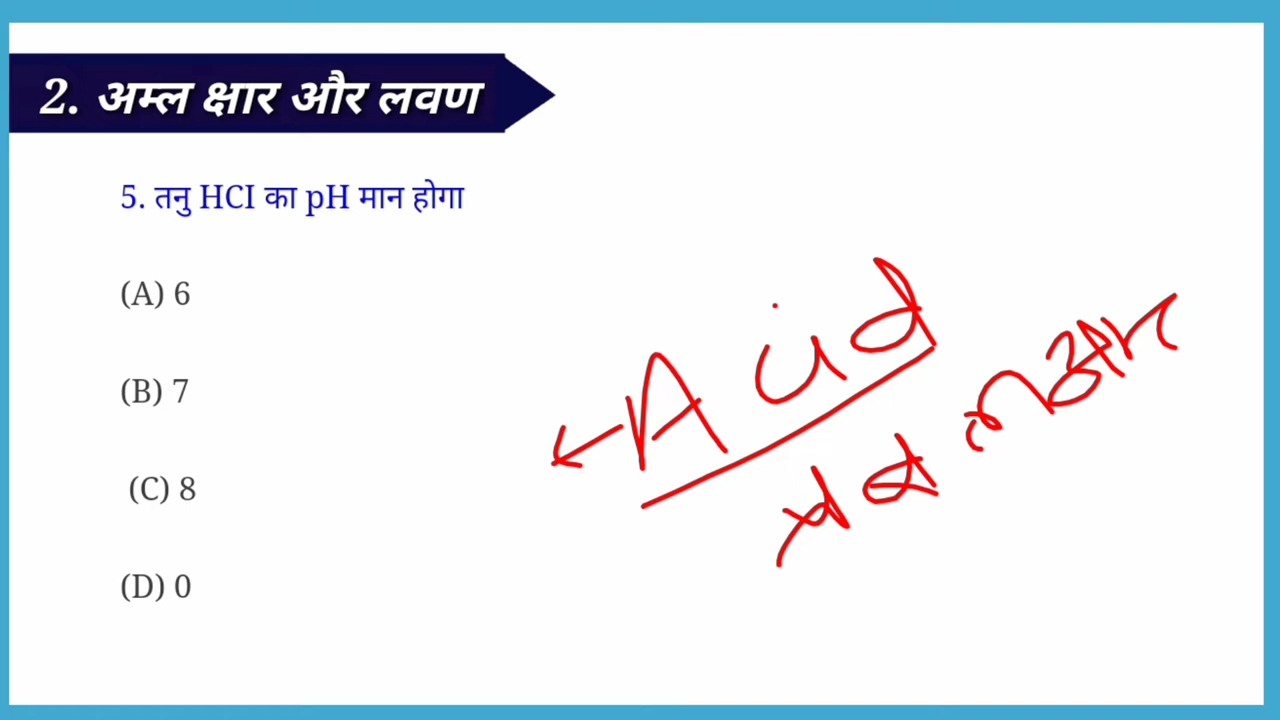 2. अम्ल क्षार और लवण
5. तनु HCI का pH मान होगा
(A) 6
(B) 7
(C) 8
(D) 0
Acid